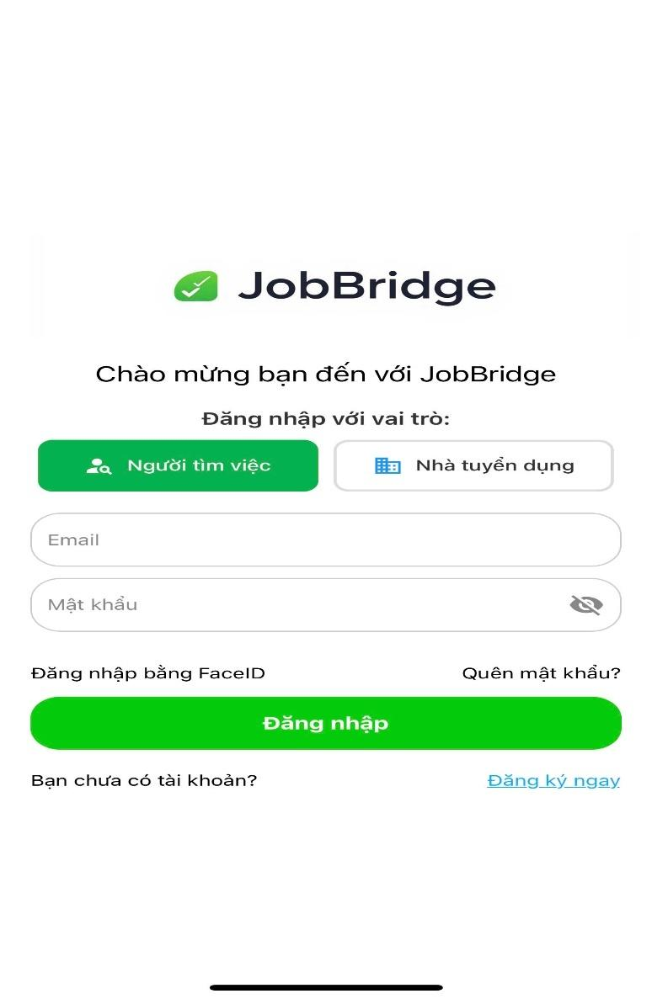 JobBridge
Chào mừng bạn đến với JobBridge
Đăng nhập với vai trò:
Người tìm việc
Nhà tuyển dụng
Email
Mật khẩu
Đăng nhập bằng FaceID
Quên mật khẩu?
Đăng nhập
Bạn chưa có tài khoản?
Đăng ký ngay